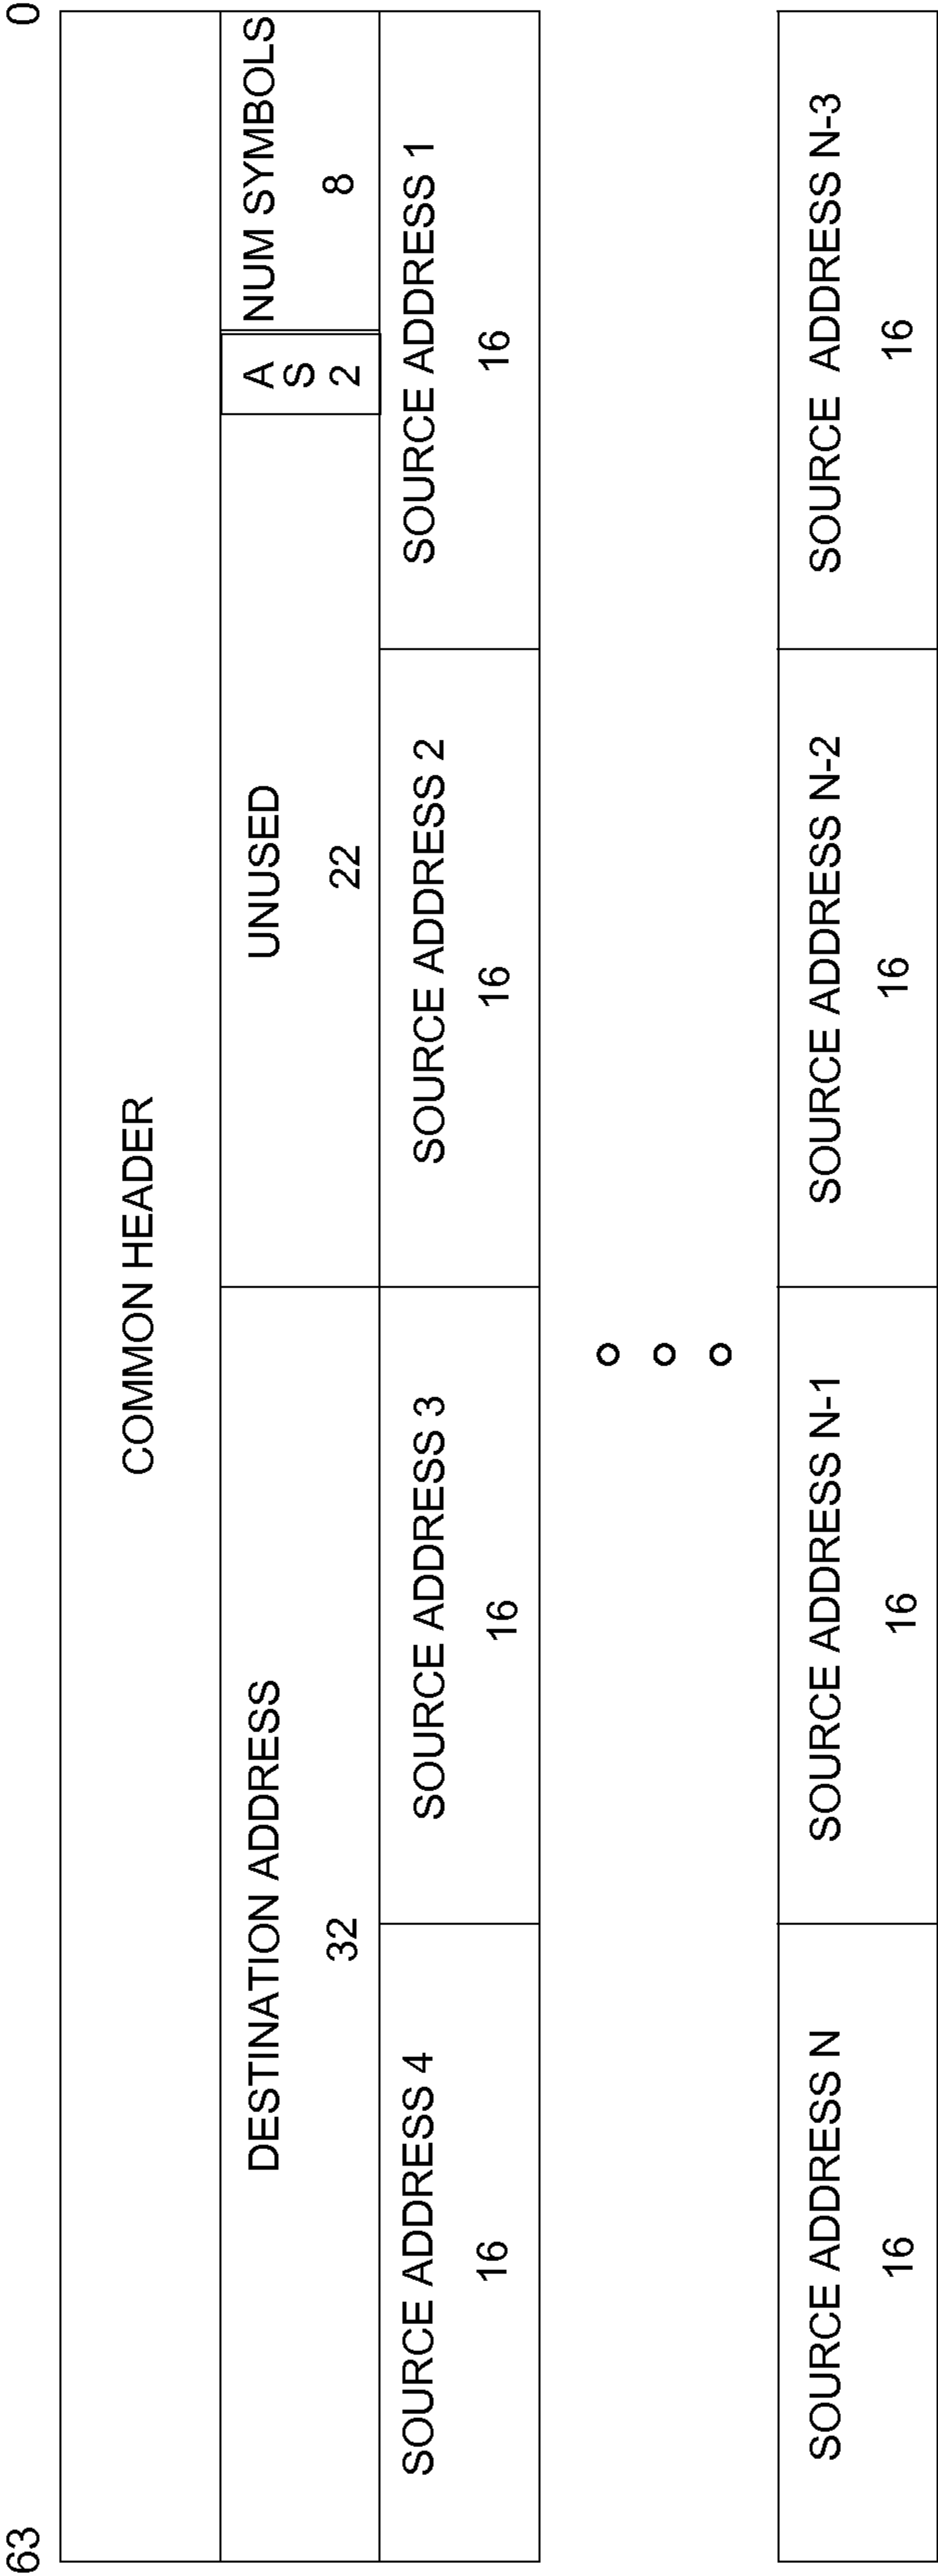 63 0
COMMON HEADER
DESTINATION ADDRESS
32
UNUSED
22
A
S
2
NUM SYMBOLS
8
SOURCE ADDRESS 4
16
SOURCE ADDRESS 3
16
SOURCE ADDRESS 2
16
SOURCE ADDRESS 1
16
SOURCE ADDRESS N
16
SOURCE ADDRESS N-1
16
SOURCE ADDRESS N-2
16
SOURCE ADDRESS N-3
16